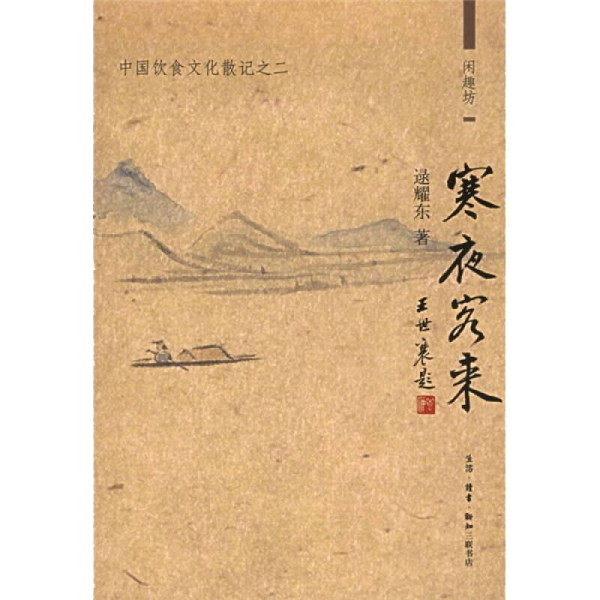 中国饮食文化散记之二
闲趣坊
寒夜客来
逯耀东 著
王世襄题
生活·讀書·新知三联书店